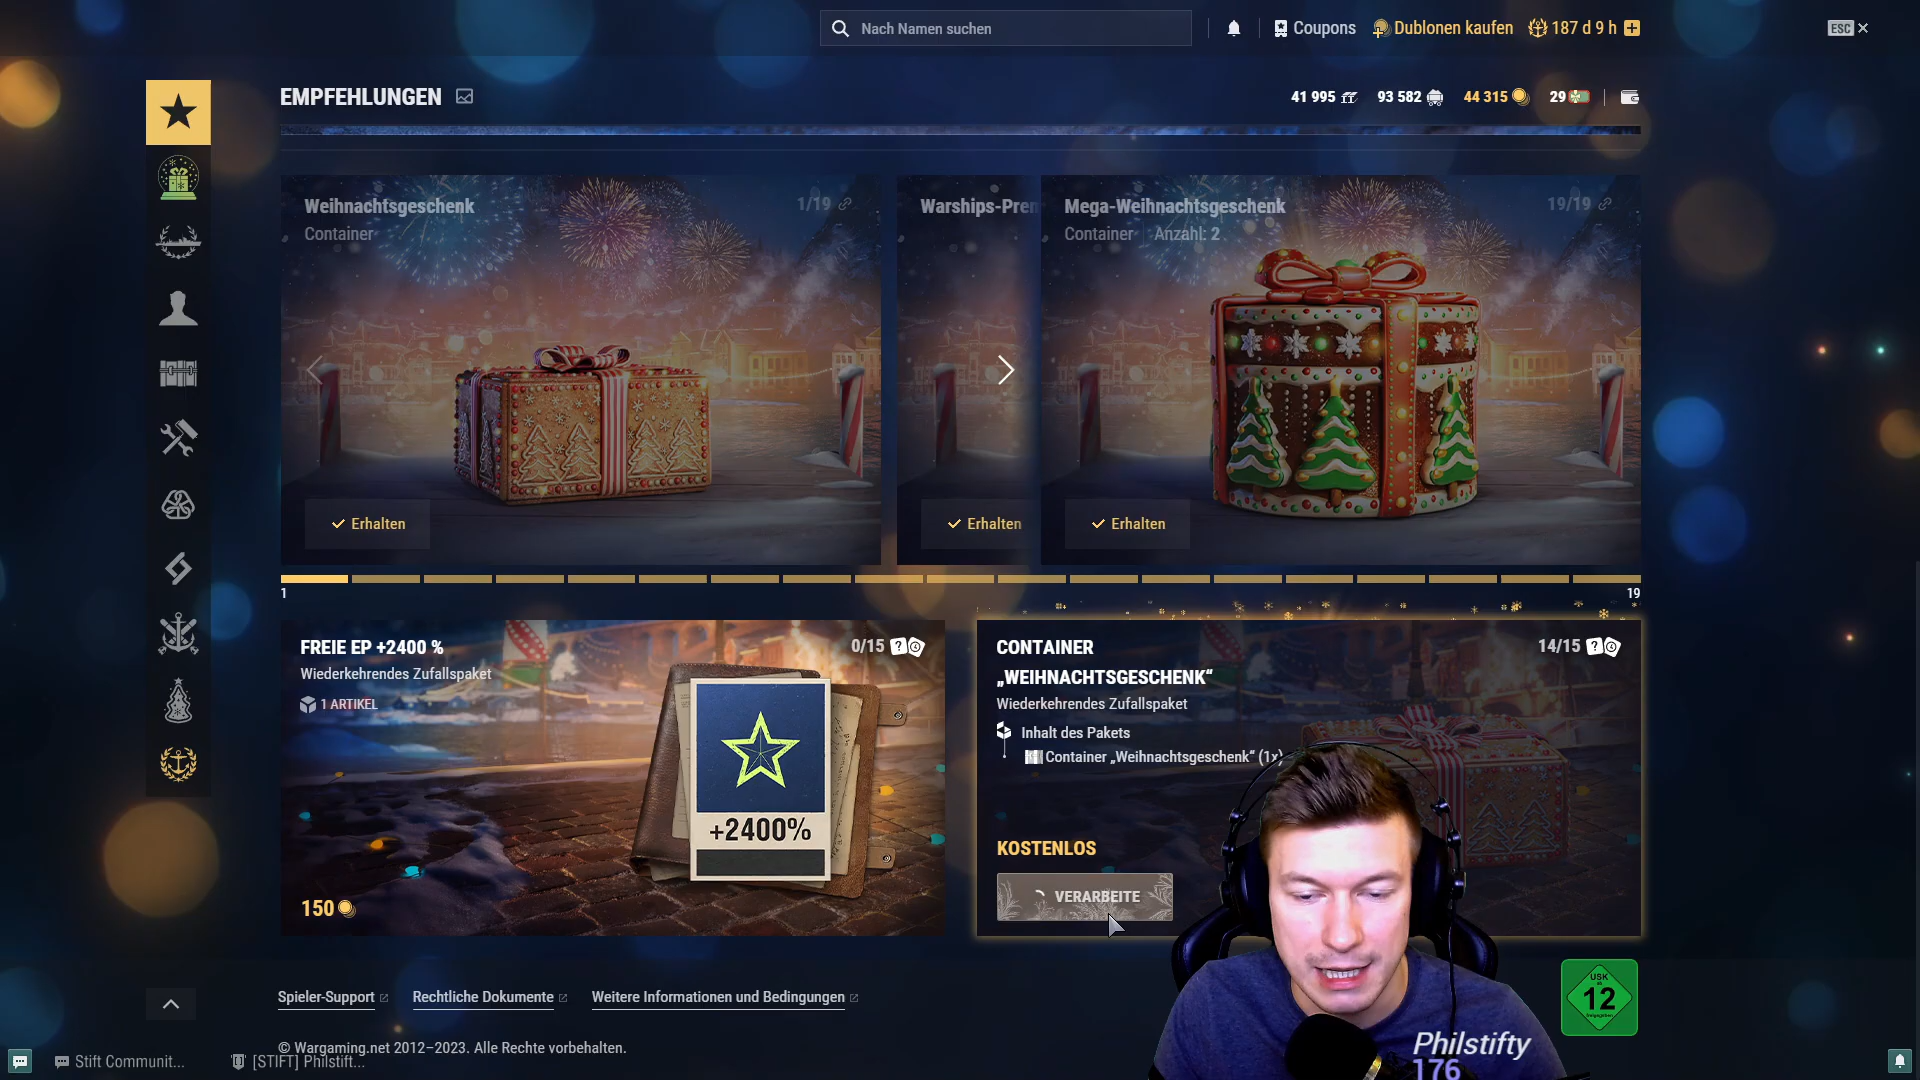 Nach Namen suchen
Coupons
Dublonen kaufen
187 d 9 h
ESC
EMPFEHLUNGEN
41 995
93 582
44 315
29
Weihnachtsgeschenk
1/19
Container
Warships-Pre
Mega-Weihnachtsgeschenk
19/19
Container
Anzahl: 2
Erhalten
Erhalten
Erhalten
1
19
FREIE EP +2400 %
0/15
Wiederkehrendes Zufallspaket
1 ARTIKEL
+2400%
150
CONTAINER
„WEIHNACHTSGESCHENK“
14/15
Wiederkehrendes Zufallspaket
Inhalt des Pakets
Container „Weihnachtsgeschenk“ (1x)
KOSTENLOS
VERARBEITE
Spieler-Support
Rechtliche Dokumente
Weitere Informationen und Bedingungen
© Wargaming.net 2012–2023. Alle Rechte vorbehalten.
Stift Communit...
[STIFT] Philstift...
USK
ab
12
freigegeben
Philstifty
176